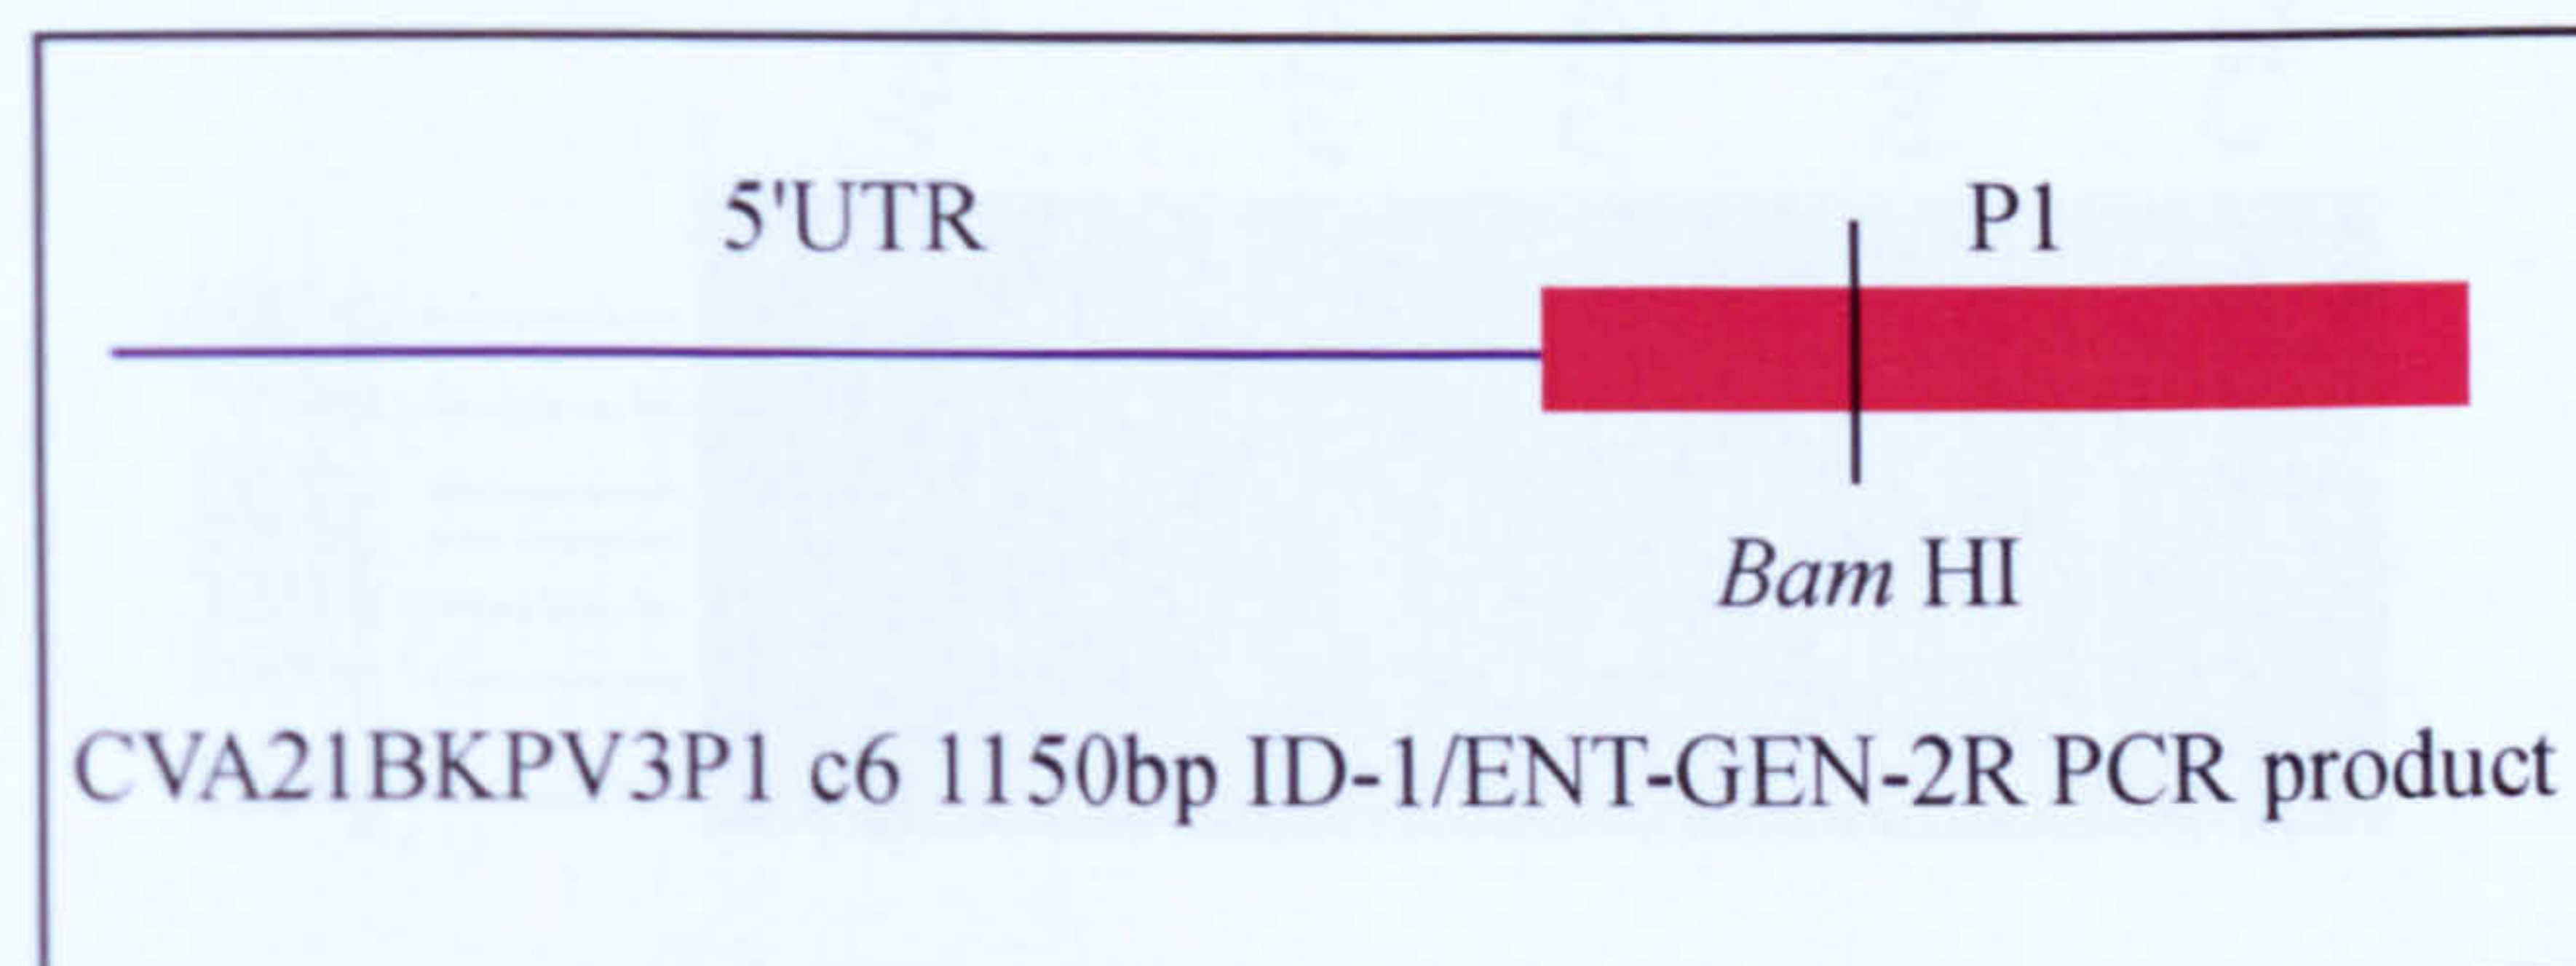 5'UTR
P1
Bam HI
CVA21BKPV3P1 c6 1150bp ID-1/ENT-GEN-2R PCR product